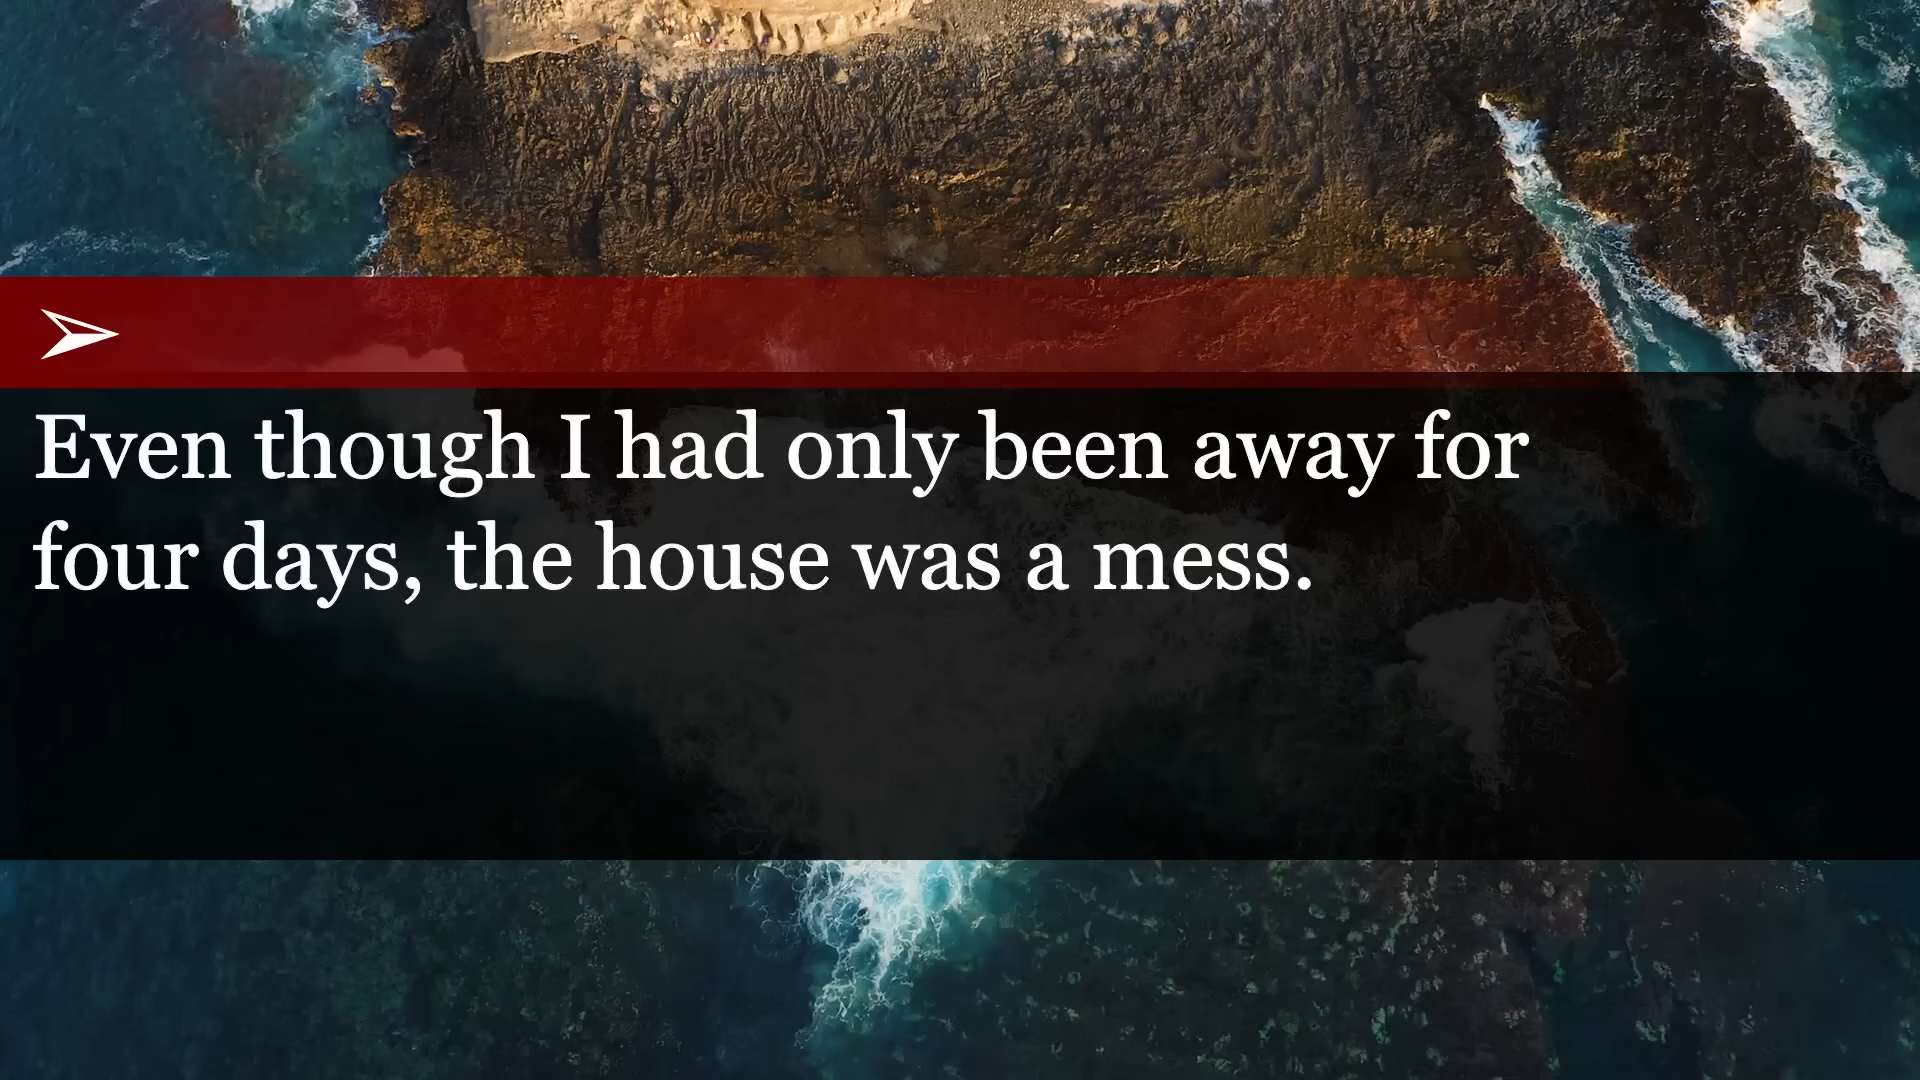 Even though I had only been away for
four days, the house was a mess.